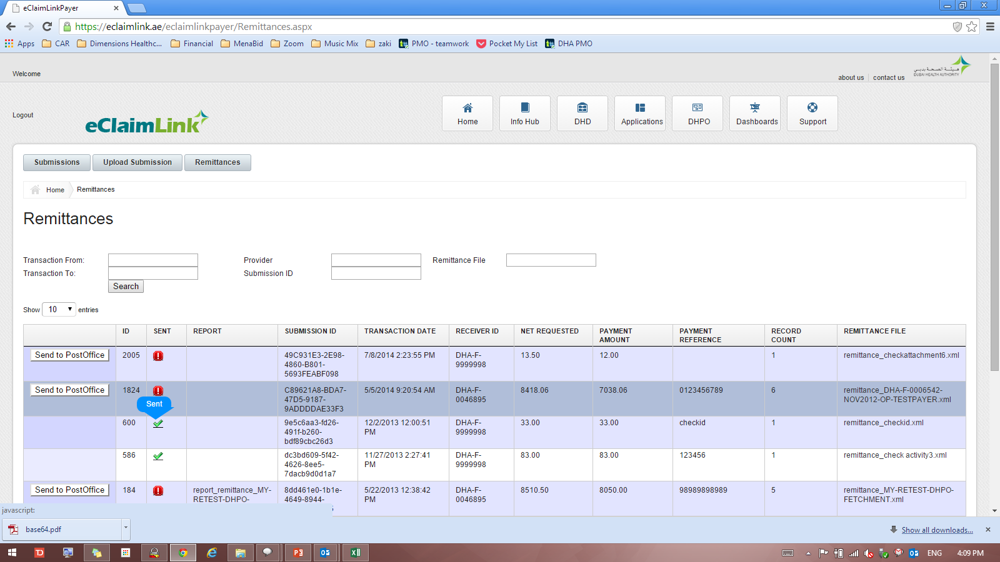 eClaimLinkPayer
https://eclaimlink.ae/eclaimlinkpayer/Remittances.aspx
Apps CAR Dimensions Healthc... Financial MenaBid Zoom Music Mix zaki PMO - teamwork Pocket My List DHA PMO
Welcome
about us contact us
هيئة الصحة بدبي
DUBAI HEALTH AUTHORITY
Logout
eClaimLink
Home Info Hub DHD Applications DHPO Dashboards Support
Submissions Upload Submission Remittances
Home Remittances
Remittances
Transaction From: Provider Remittance File
Transaction To: Submission ID
Search
Show 10 entries
ID SENT REPORT SUBMISSION ID TRANSACTION DATE RECEIVER ID NET REQUESTED PAYMENT PAYMENT RECORD REMITTANCE FILE
AMOUNT REFERENCE COUNT
Send to PostOffice 2005 49C931E3-2E98- 7/8/2014 2:23:55 PM DHA-F- 13.50 12.00 1 remittance_checkattachment6.xml
4860-B801- 9999998
5693FEABF098
Send to PostOffice 1824 C89621A8-BDA7- 5/5/2014 9:20:54 AM DHA-F- 8418.06 7038.06 0123456789 6 remittance_DHA-F-0006542-
47D5-9187- 0046895 NOV2012-OP-TESTPAYER.xml
Sent 9ADDDDAE33F3
600 9e5c6aa3-fd26- 12/2/2013 12:00:51 DHA-F- 33.00 33.00 checkid 1 remittance_checkid.xml
491f-b260- PM 9999998
bdf89cbc26d3
586 dc3bd609-5f42- 11/27/2013 2:27:41 DHA-F- 83.00 83.00 123456 1 remittance_check activity3.xml
4626-8ee5- PM 9999998
7dacb9d0d1a7
Send to PostOffice 184 report_remittance_MY- 8dd461e0-1b1e- 5/22/2013 12:38:42 DHA-F- 8510.50 8050.00 98989898989 5 remittance_MY-RETEST-DHPO-
RETEST-DHPO- 4649-8944- PM 0046895 FETCHMENT.xml
javascript:
base64.pdf Show all downloads...
ENG 4:09 PM